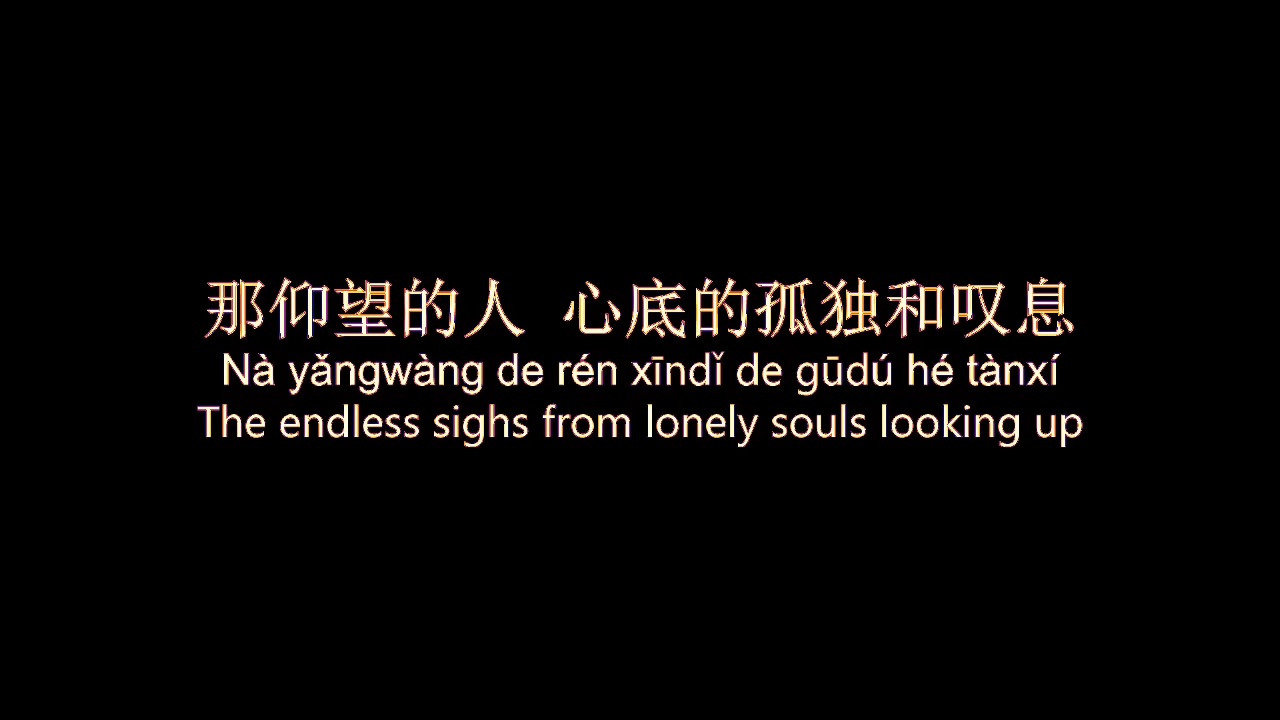 那仰望的人 心底的孤独和叹息
Nà yǎngwàng de rén xīndǐ de gūdú hé tànxí
The endless sighs from lonely souls looking up